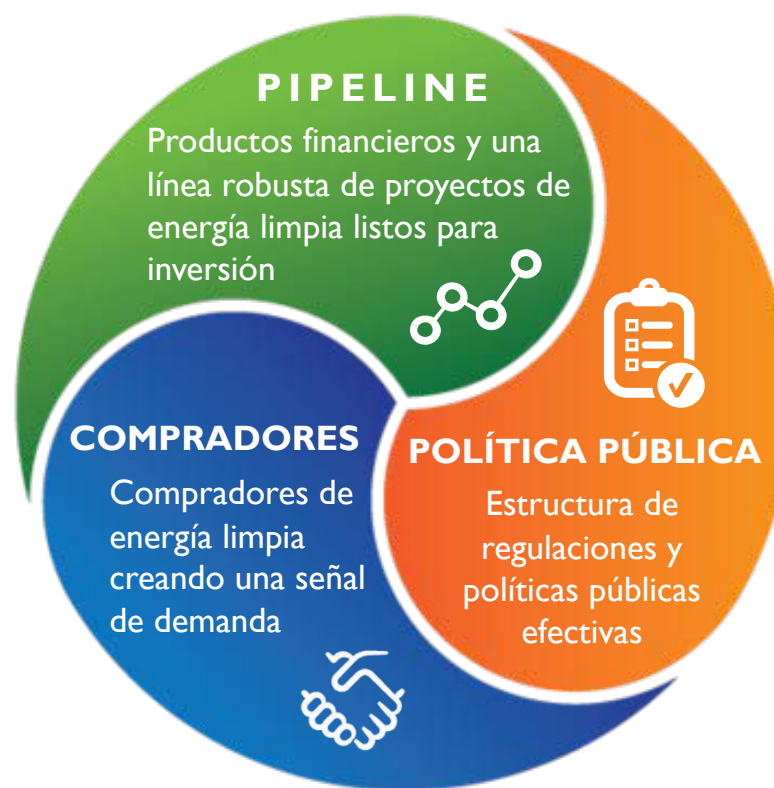 PIPELINE
Productos financieros y una
línea robusta de proyectos de
energía limpia listos para
inversión
COMPRADORES
Compradores de
energía limpia
creando una señal
de demanda
POLÍTICA PÚBLICA
Estructura de
regulaciones y
políticas públicas
efectivas